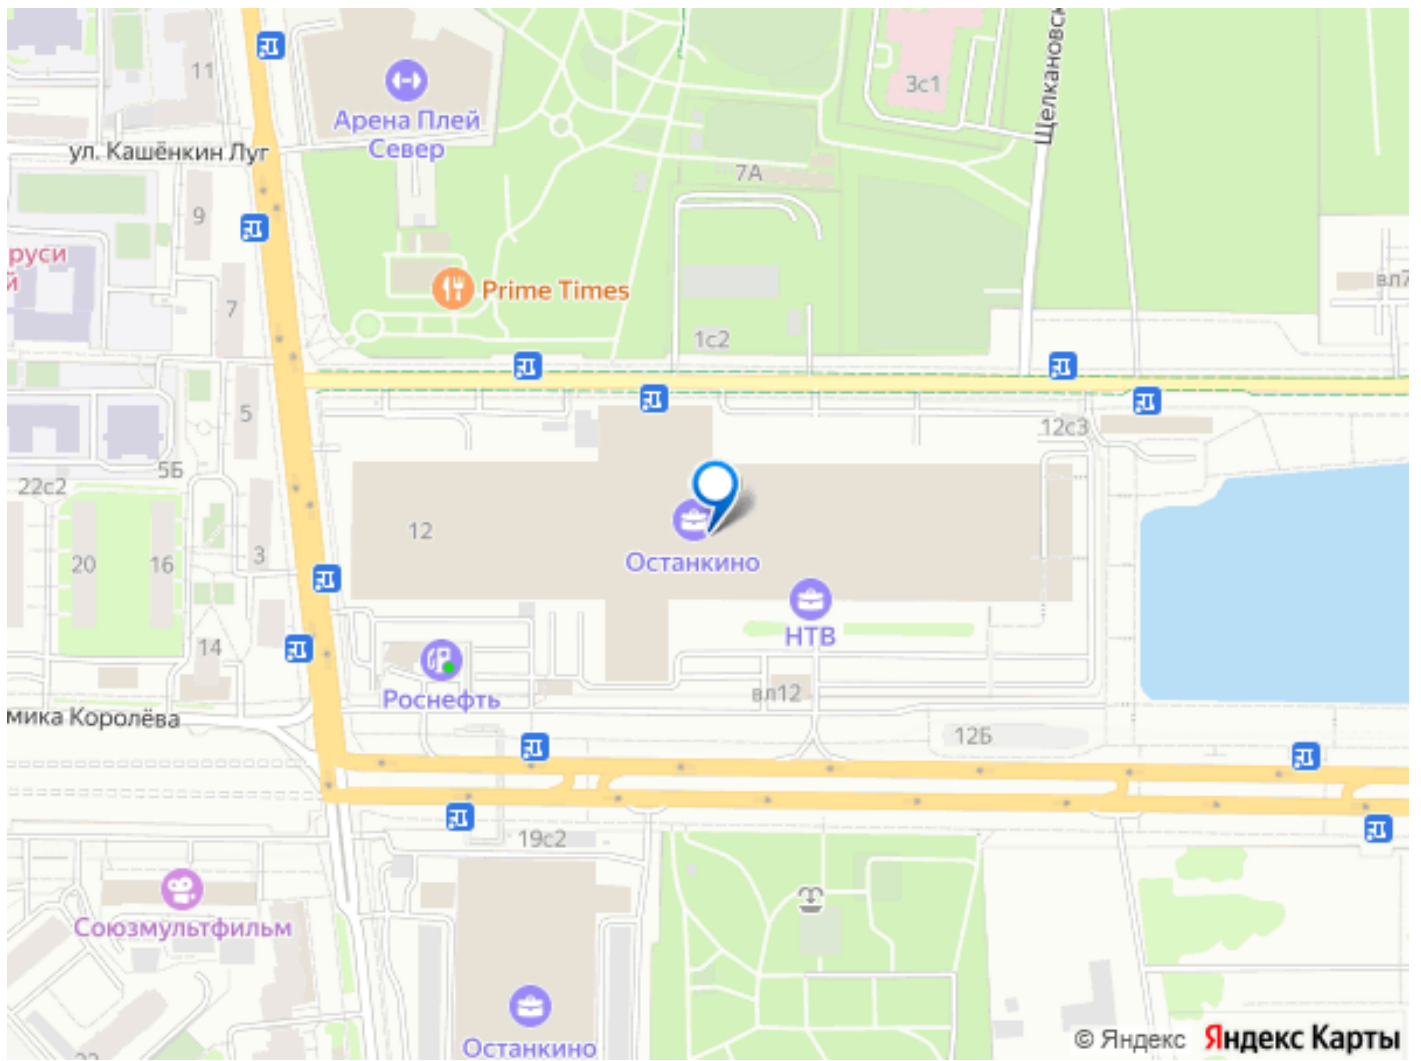 11
Арена Плей
Север
3с1
Щелкановск
ул. Кашёнкин Луг
7А
9
руси
й
Prime Times
7
вл7
1с2
5
12с3
5Б
22с2
12
20
16
3
Останкино
НТВ
14
Роснефть
вл12
мика Королёва
12Б
19с2
Союзмультфильм
Останкино
© Яндекс Яндекс Карты